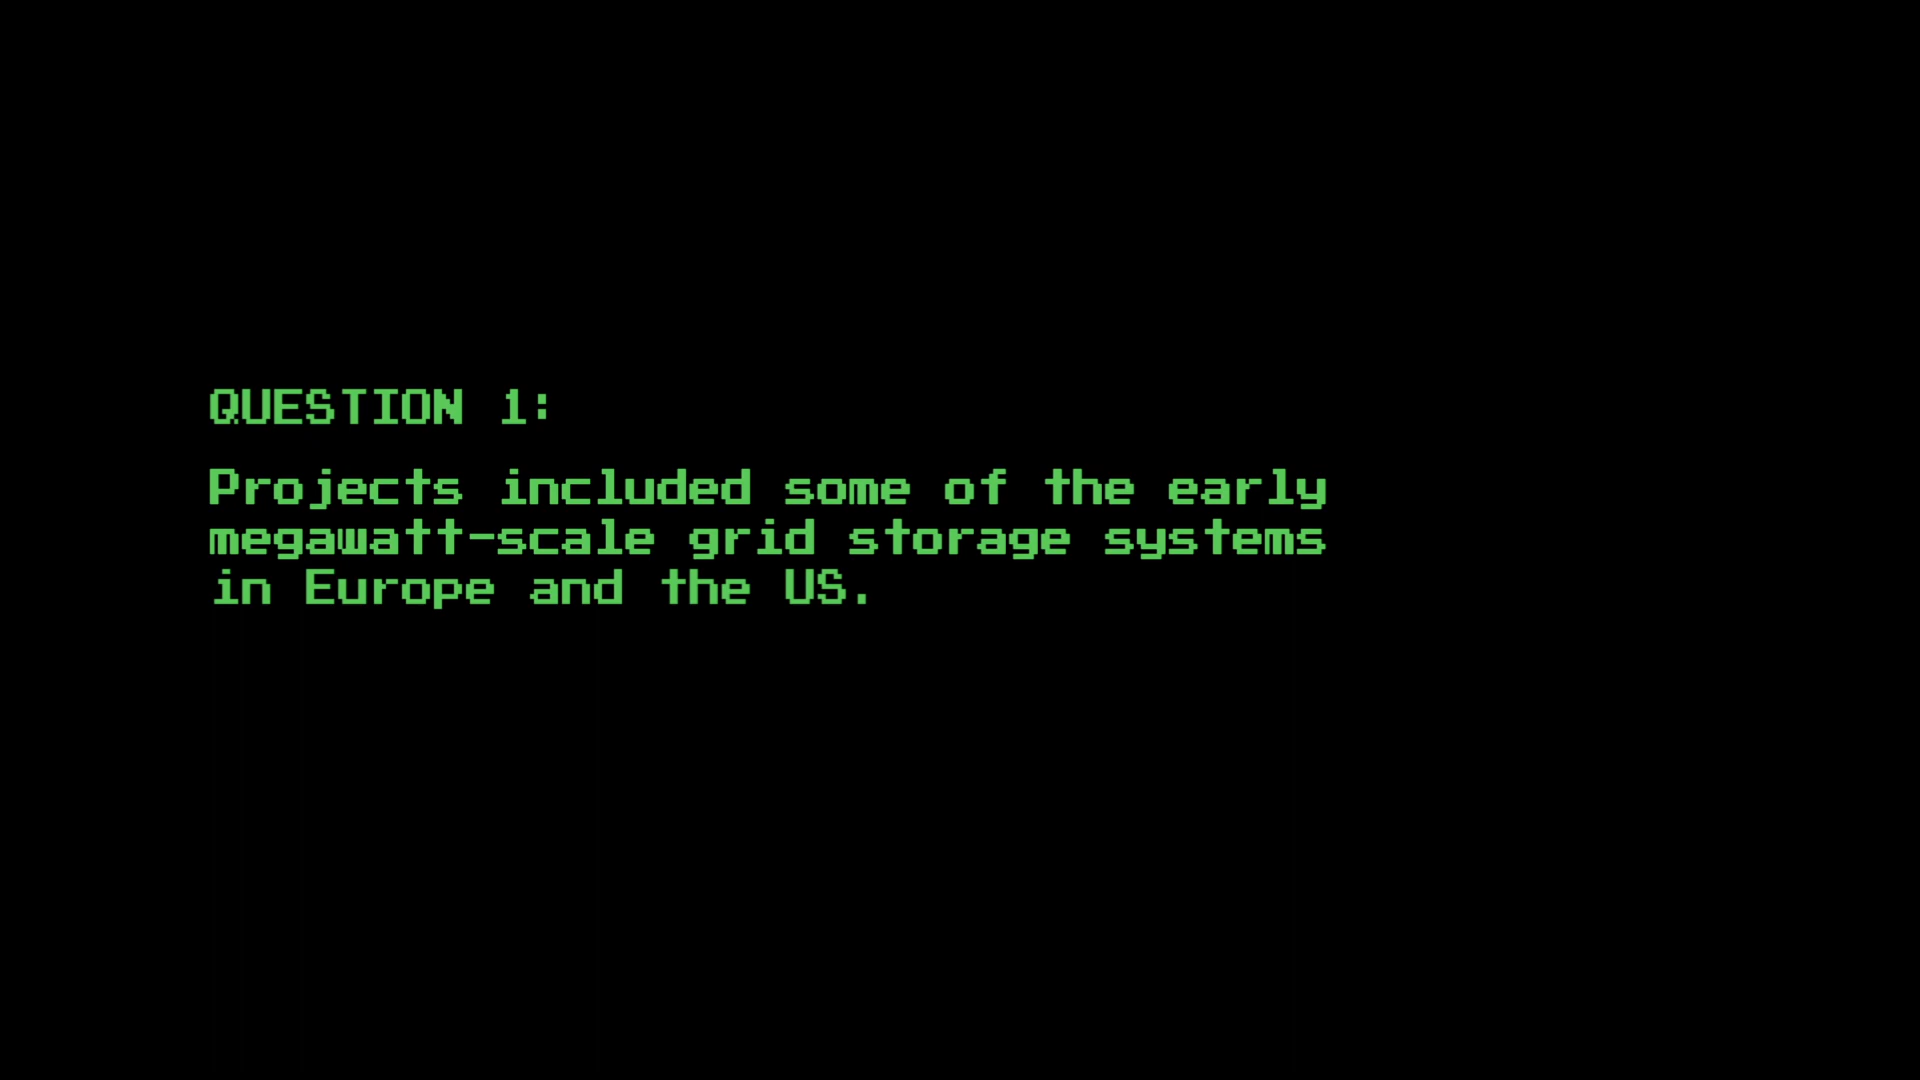 QUESTION 1:
Projects included some of the early
megawatt-scale grid storage systems
in Europe and the US.